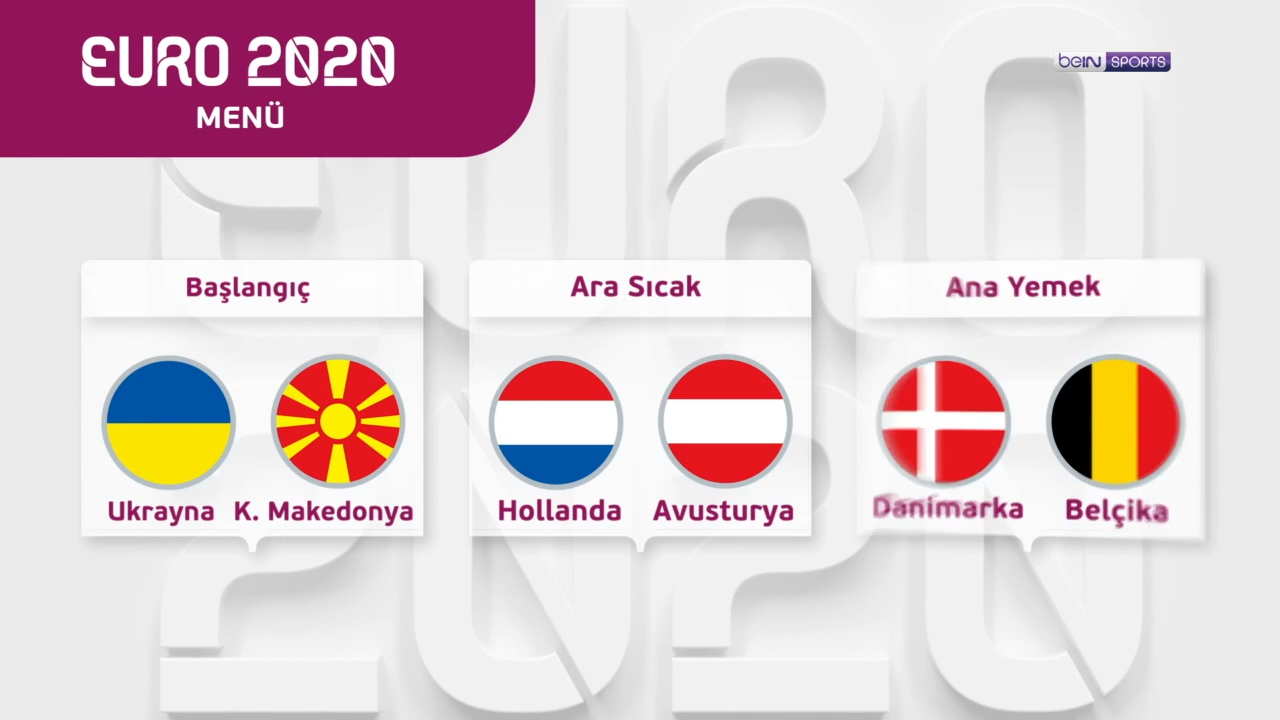 EURO 2020
MENÜ
beIN SPORTS
Başlangıç
Ukrayna K. Makedonya
Ara Sıcak
Hollanda Avusturya
Ana Yemek
Danimarka Belçika